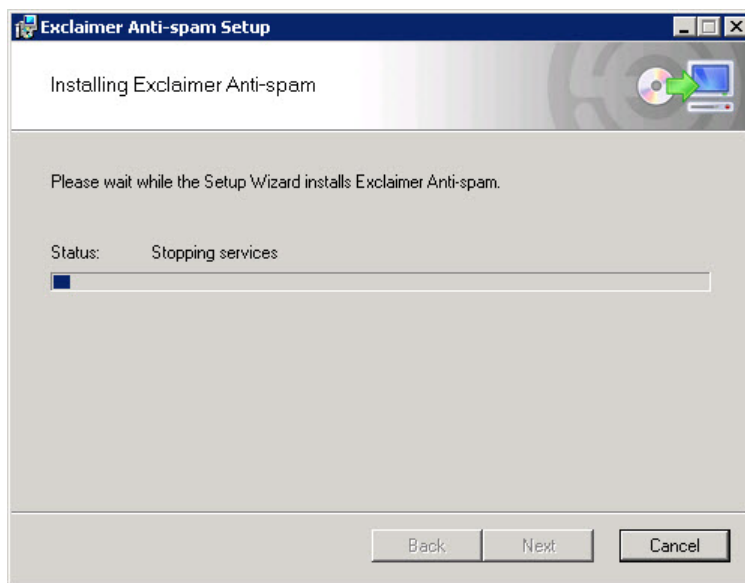 Exclaimer Anti-spam Setup
Installing Exclaimer Anti-spam
Please wait while the Setup Wizard installs Exclaimer Anti-spam.
Status: Stopping services
Back Next Cancel